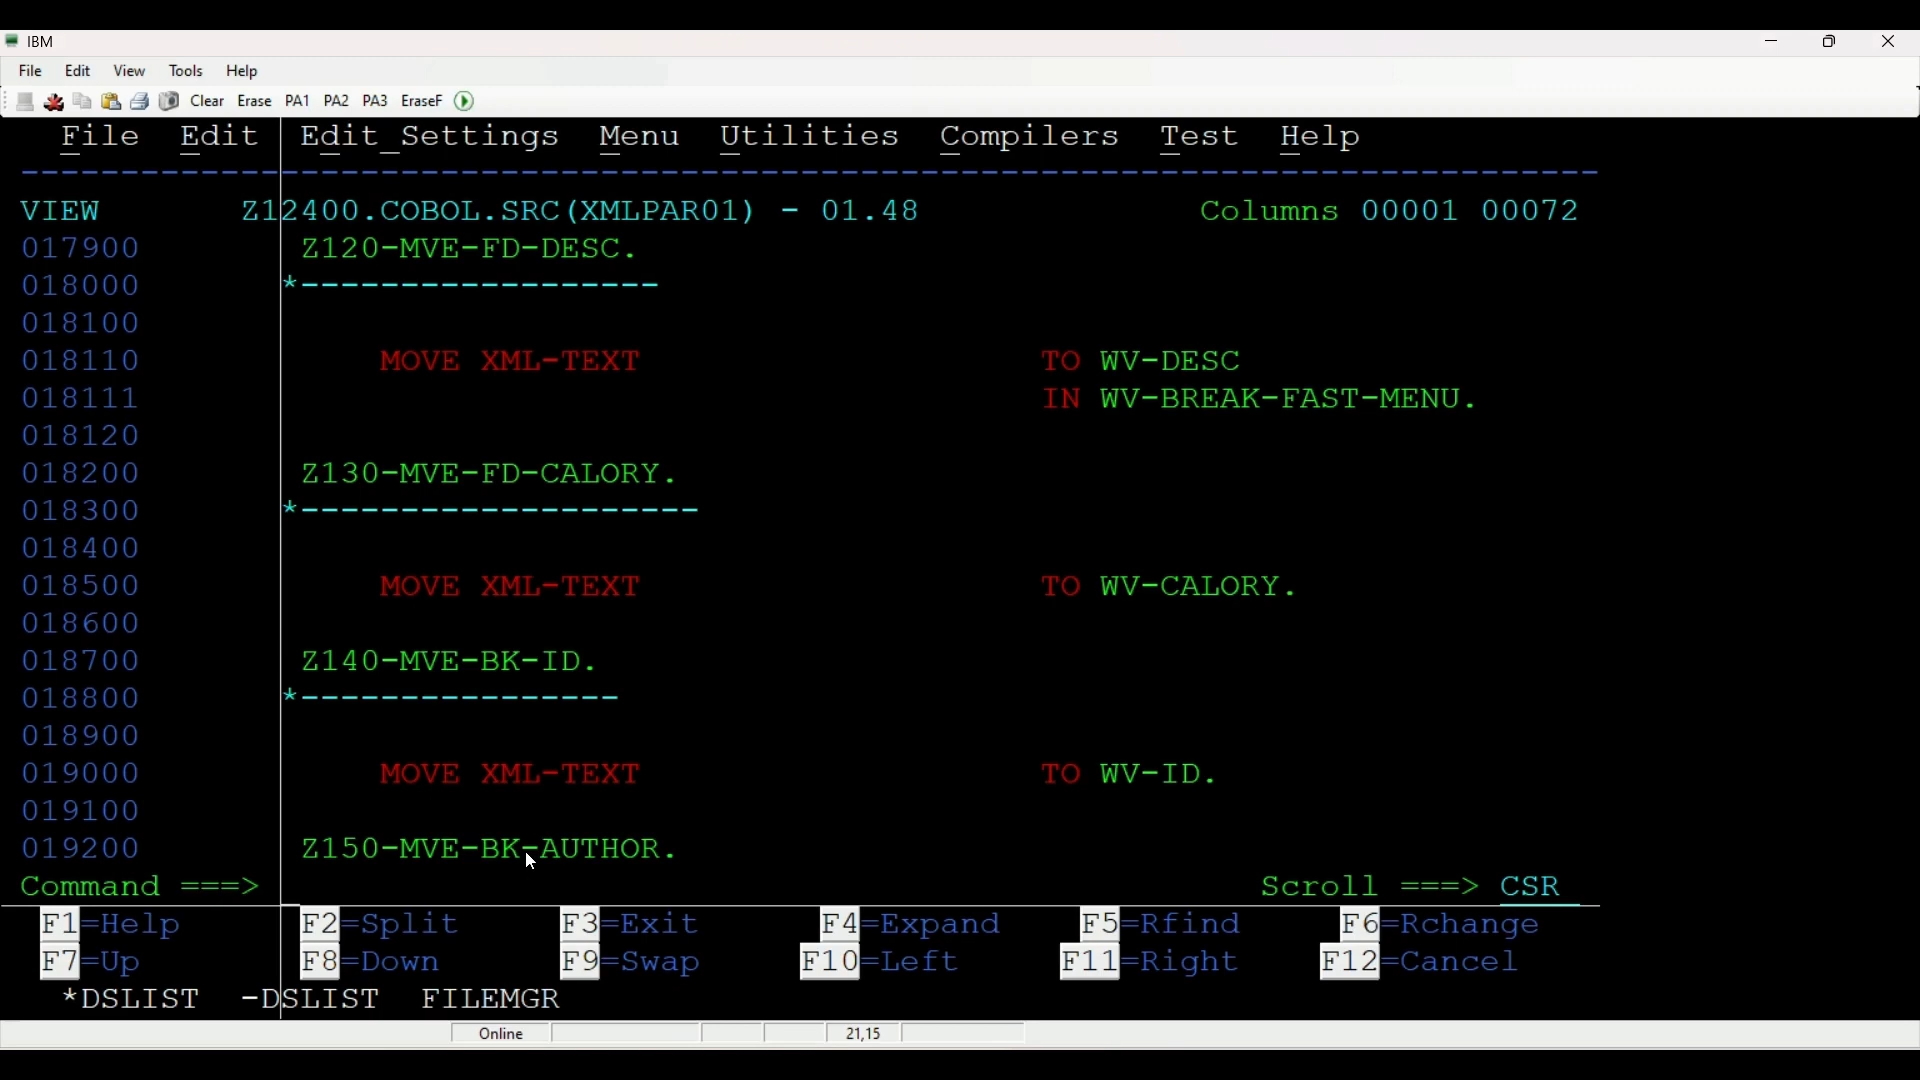 IBM
File Edit View Tools Help
Clear Erase PA1 PA2 PA3 EraseF
File Edit Edit_Settings Menu Utilities Compilers Test Help
--------------------------------------------------------------------------------
VIEW Z12400.COBOL.SRC(XMLPAR01) - 01.48 Columns 00001 00072
017900 Z120-MVE-FD-DESC.
018000 *------------------
018100
018110 MOVE XML-TEXT TO WV-DESC
018111 IN WV-BREAK-FAST-MENU.
018120
018200 Z130-MVE-FD-CALORY.
018300 *--------------------
018400
018500 MOVE XML-TEXT TO WV-CALORY.
018600
018700 Z140-MVE-BK-ID.
018800 *----------------
018900
019000 MOVE XML-TEXT TO WV-ID.
019100
019200 Z150-MVE-BK-AUTHOR.
Command ===> Scroll ===> CSR
F1=Help F2=Split F3=Exit F4=Expand F5=Rfind F6=Rchange
F7=Up F8=Down F9=Swap F10=Left F11=Right F12=Cancel
*DSLIST -DSLIST FILEMGR
Online 21,15